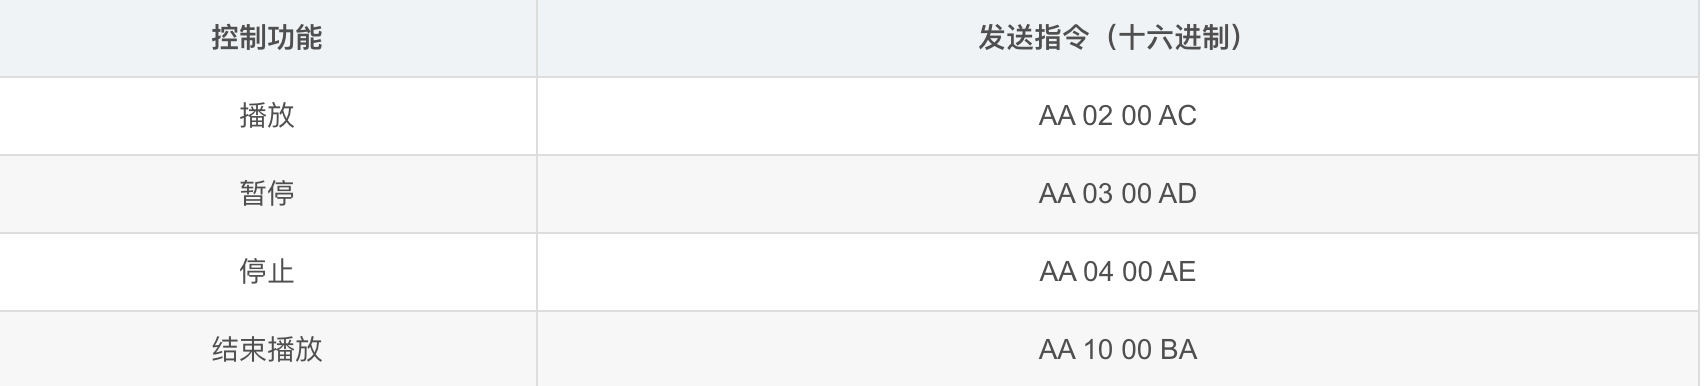 控制功能 发送指令（十六进制）
播放 AA 02 00 AC
暂停 AA 03 00 AD
停止 AA 04 00 AE
结束播放 AA 10 00 BA